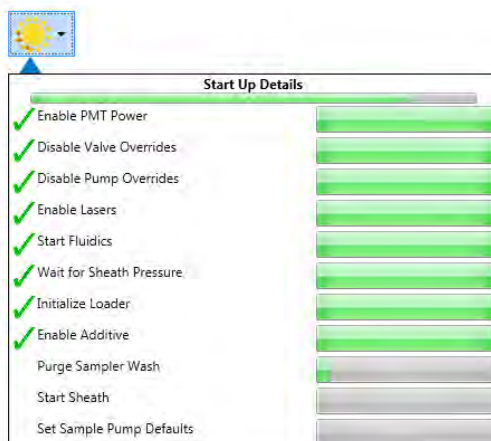 Start Up Details
Enable PMT Power
Disable Valve Overrides
Disable Pump Overrides
Enable Lasers
Start Fluidics
Wait for Sheath Pressure
Initialize Loader
Enable Additive
Purge Sampler Wash
Start Sheath
Set Sample Pump Defaults